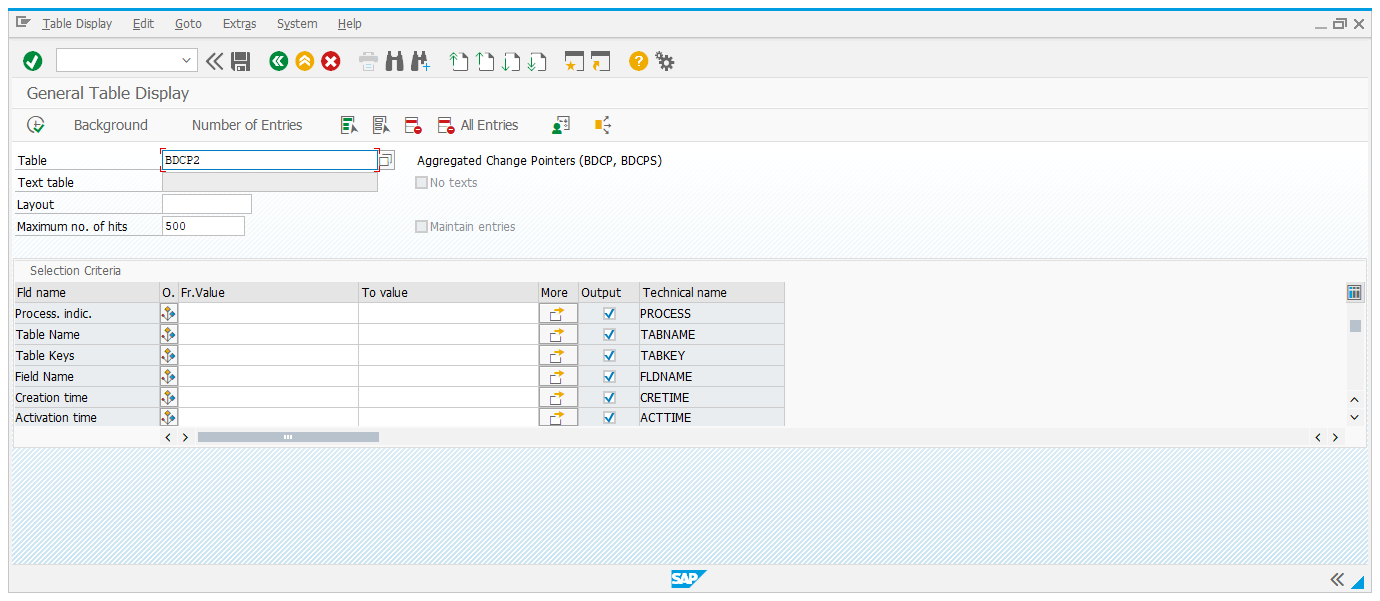 Table Display Edit Goto Extras System Help
General Table Display
Background Number of Entries All Entries
Table BDCP2 Aggregated Change Pointers (BDCP, BDCPS)
Text table No texts
Layout
Maximum no. of hits 500 Maintain entries
Selection Criteria
Fld name O. Fr.Value To value More Output Technical name
Process. indic. PROCESS
Table Name TABNAME
Table Keys TABKEY
Field Name FLDNAME
Creation time CRETIME
Activation time ACTTIME
SAP